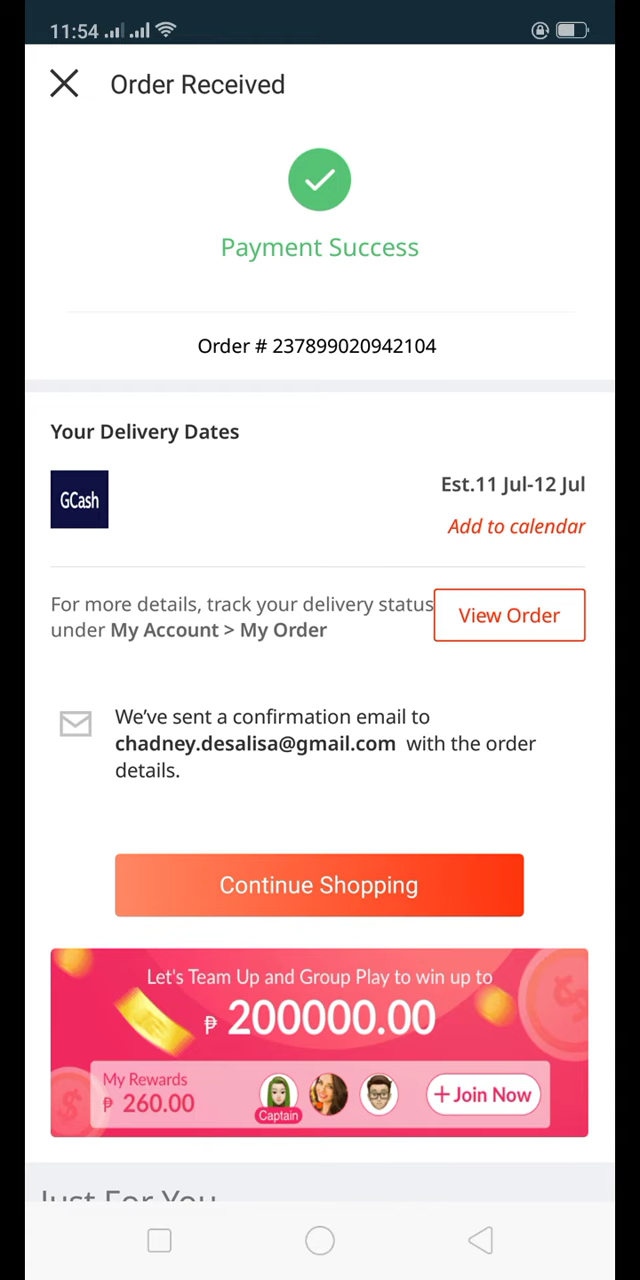 11:54
Order Received
Payment Success
Order # 237899020942104
Your Delivery Dates
GCash
Est.11 Jul-12 Jul
Add to calendar
For more details, track your delivery status
under My Account > My Order
View Order
We’ve sent a confirmation email to
chadney.desalisa@gmail.com with the order
details.
Continue Shopping
Let's Team Up and Group Play to win up to
₱ 200000.00
My Rewards
₱ 260.00
Captain
+Join Now
Just For You